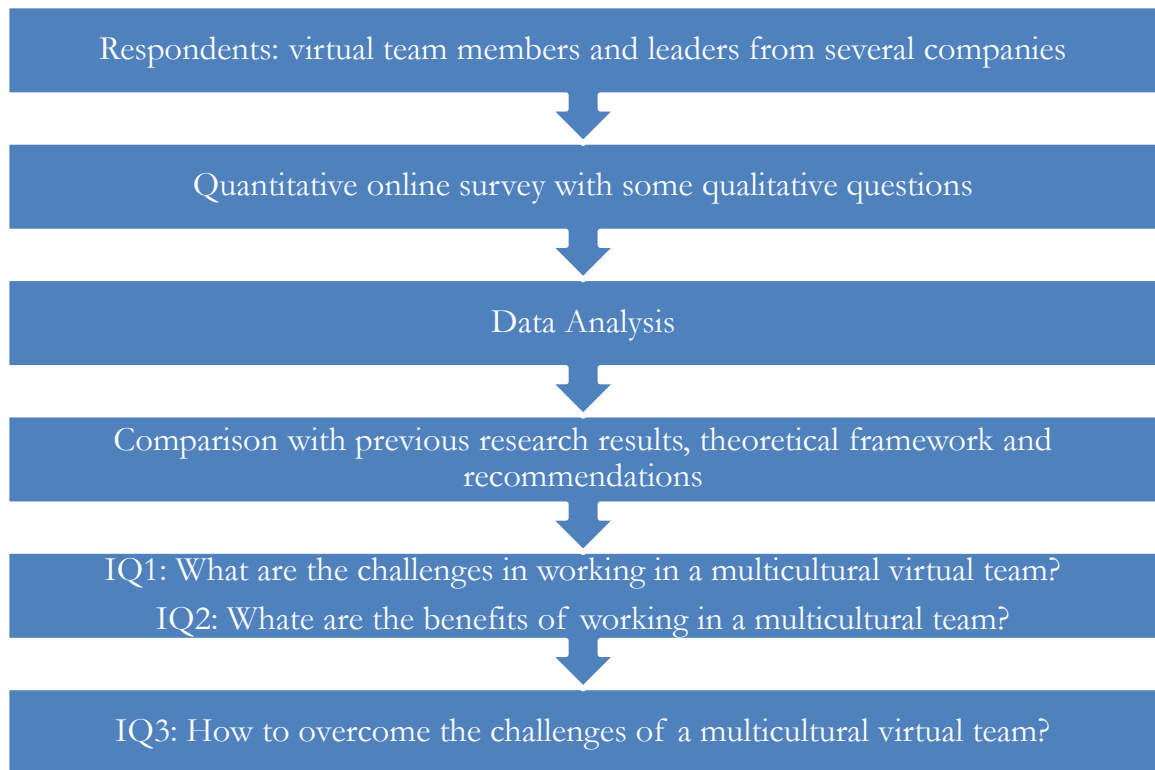 Respondents: virtual team members and leaders from several companies
Quantitative online survey with some qualitative questions
Data Analysis
Comparison with previous research results, theoretical framework and
recommendations
IQ1: What are the challenges in working in a multicultural virtual team?
IQ2: Whate are the benefits of working in a multicultural team?
IQ3: How to overcome the challenges of a multicultural virtual team?